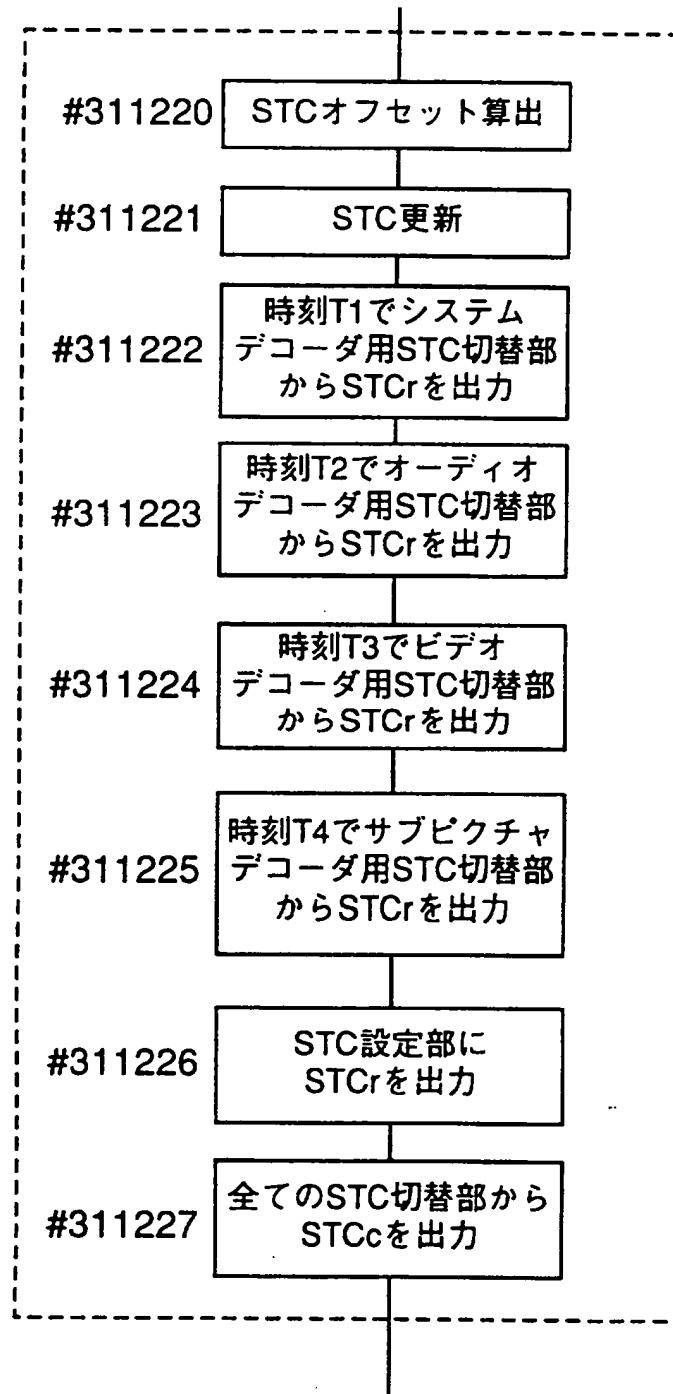 #311220
STCオフセット算出
#311221
STC更新
#311222
時刻T1でシステム
デコーダ用STC切替部
からSTCrを出力
#311223
時刻T2でオーディオ
デコーダ用STC切替部
からSTCrを出力
#311224
時刻T3でビデオ
デコーダ用STC切替部
からSTCrを出力
#311225
時刻T4でサブピクチャ
デコーダ用STC切替部
からSTCrを出力
#311226
STC設定部に
STCrを出力
#311227
全てのSTC切替部から
STCcを出力